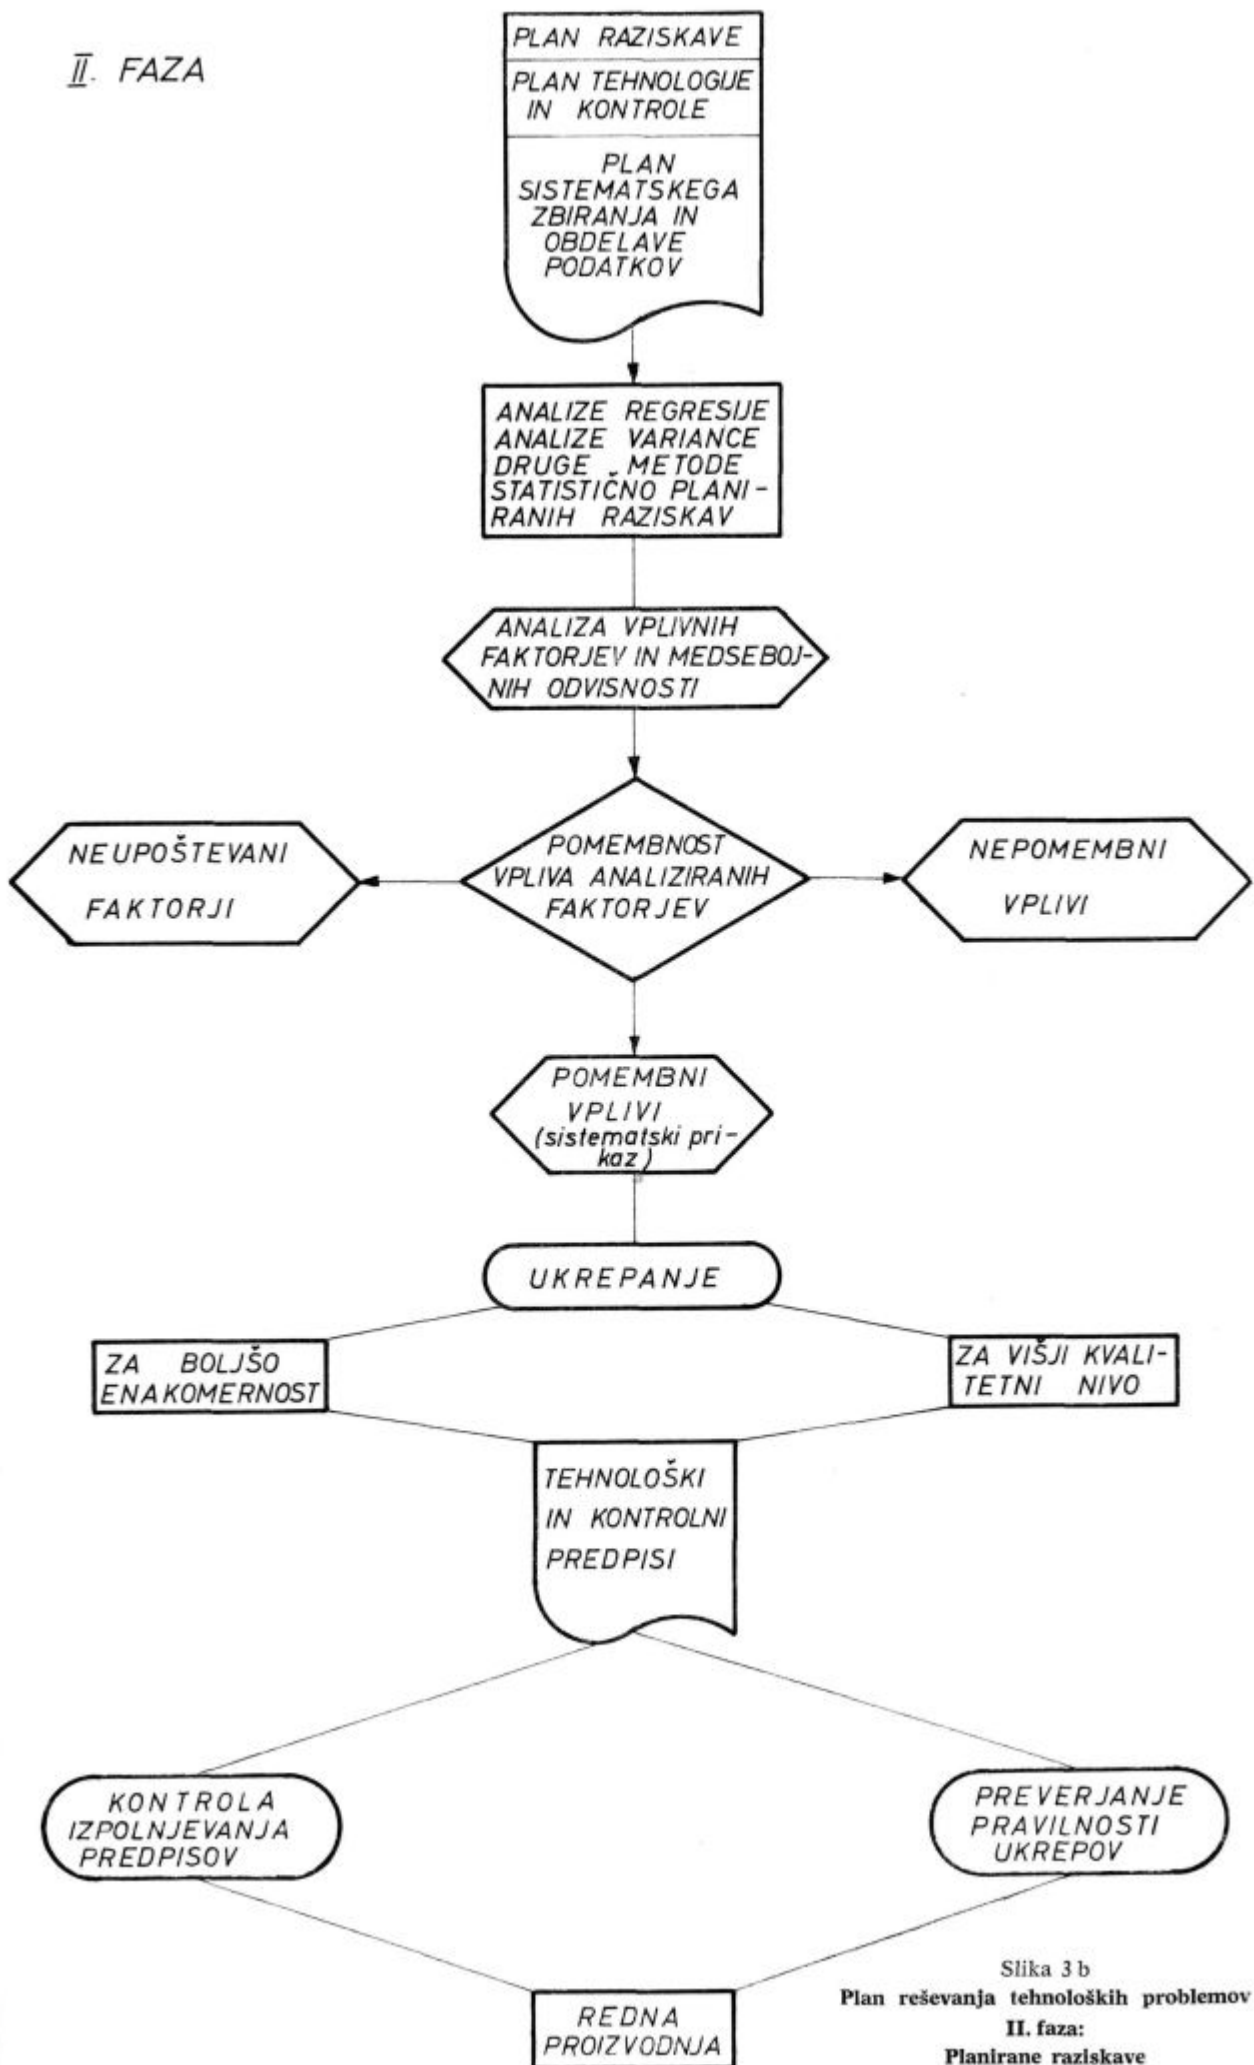 II. FAZA
PLAN RAZISKAVE
PLAN TEHNOLOGIJE
IN KONTROLE
PLAN
SISTEMATSKEGA
ZBIRANJA IN
OBDELAVE
PODATKOV
ANALIZE REGRESIJE
ANALIZE VARIANCE
DRUGE METODE
STATISTIČNO PLANI-
RANIH RAZISKAV
ANALIZA VPLIVNIH
FAKTORJEV IN MEDSEBOJ-
NIH ODVISNOSTI
NEUPOŠTEVANI
FAKTORJI
POMEMBNOST
VPLIVA ANALIZIRANIH
FAKTORJEV
NEPOMEMBNI
VPLIVI
POMEMBNI
VPLIVI
(sistematski pri-
kaz)
UKREPANJE
ZA BOLJŠO
ENAKOMERNOST
ZA VIŠJI KVALI-
TETNI NIVO
TEHNOLOŠKI
IN KONTROLNI
PREDPISI
KONTROLA
IZPOLNJEVANJA
PREDPISOV
PREVERJANJE
PRAVILNOSTI
UKREPOV
REDNA
PROIZVODNJA
Slika 3 b
Plan reševanja tehnoloških problemov
II. faza:
Planirane raziskave